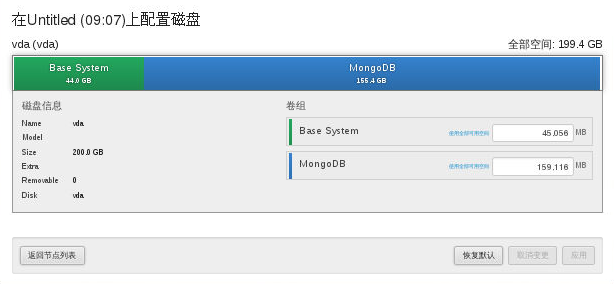 在Untitled (09:07)上配置磁盘
vda (vda) 全部空间: 199.4 GB
Base System MongoDB
44.0 GB 155.4 GB
磁盘信息 卷组
Name vda
Model
Size 200.0 GB
Extra
Removable 0
Disk vda
Base System 使用全部可用空间 45,056 MB
MongoDB 使用全部可用空间 159,116 MB
返回节点列表 恢复默认 取消变更 应用